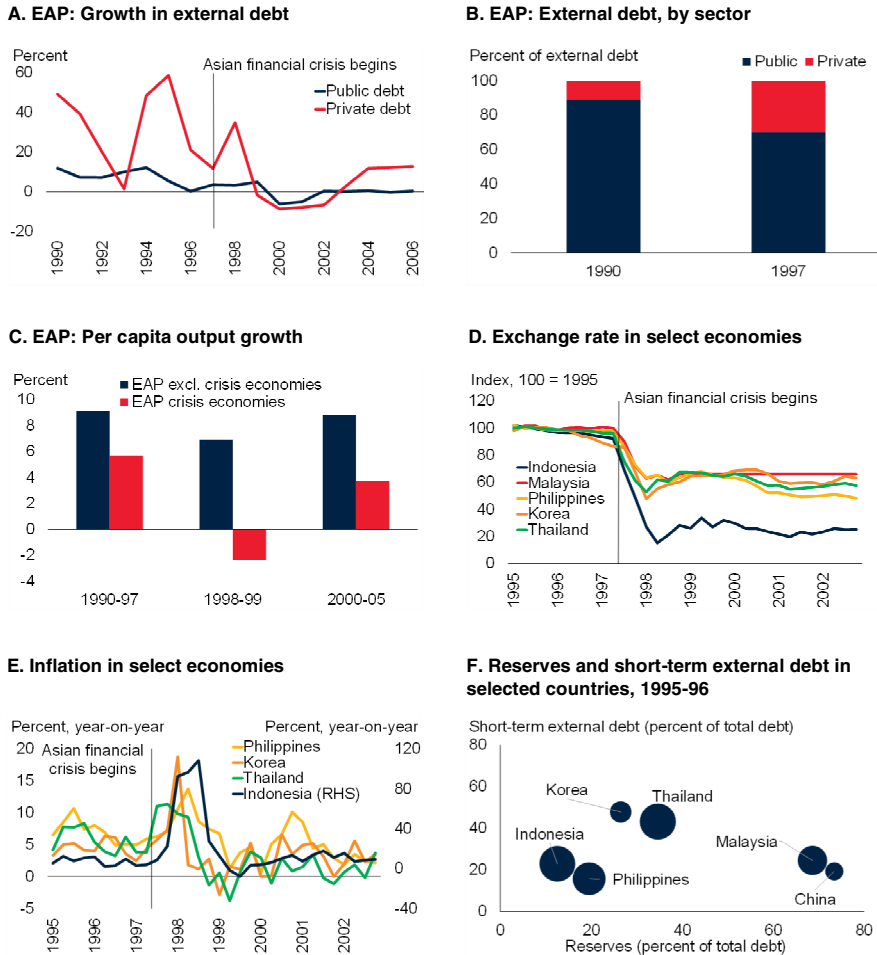 A. EAP: Growth in external debt
Percent
Asian financial crisis begins
Public debt
Private debt
60
40
20
0
-20
1990
1992
1994
1996
1998
2000
2002
2004
2006
B. EAP: External debt, by sector
Percent of external debt
Public
Private
100
80
60
40
20
0
1990
1997
C. EAP: Per capita output growth
Percent
EAP excl. crisis economies
EAP crisis economies
10
8
6
4
2
0
-2
-4
1990-97
1998-99
2000-05
D. Exchange rate in select economies
Index, 100 = 1995
Asian financial crisis begins
120
100
80
60
40
20
0
Indonesia
Malaysia
Philippines
Korea
Thailand
1995
1996
1997
1998
1999
2000
2001
2002
E. Inflation in select economies
Percent, year-on-year
Percent, year-on-year
Asian financial
crisis begins
Philippines
Korea
Thailand
Indonesia (RHS)
20
15
10
5
0
-5
120
80
40
0
-40
1995
1996
1997
1998
1999
2000
2001
2002
F. Reserves and short-term external debt in
selected countries, 1995-96
Short-term external debt (percent of total debt)
80
60
40
20
0
Korea
Thailand
Indonesia
Malaysia
Philippines
China
0
20
40
60
80
Reserves (percent of total debt)